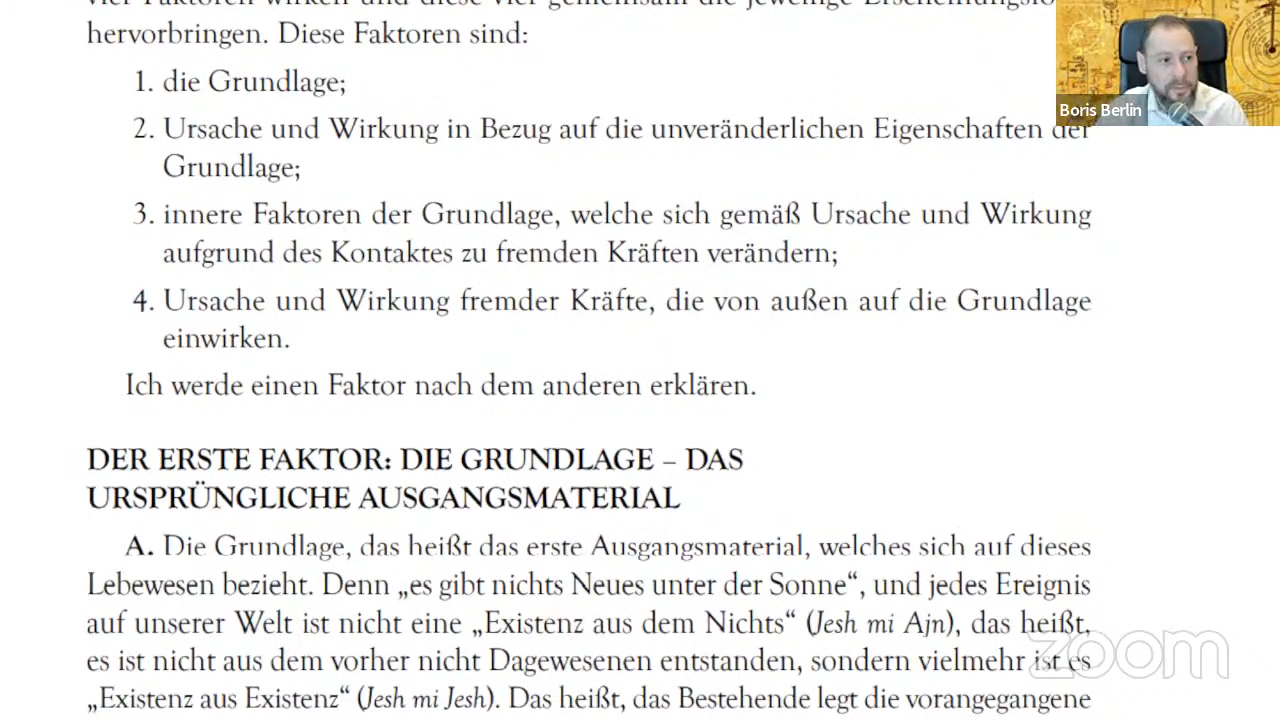 hervorbringen. Diese Faktoren sind:
1. die Grundlage;
2. Ursache und Wirkung in Bezug auf die unveränderlichen Eigenschaften der
Grundlage;
3. innere Faktoren der Grundlage, welche sich gemäß Ursache und Wirkung
aufgrund des Kontaktes zu fremden Kräften verändern;
4. Ursache und Wirkung fremder Kräfte, die von außen auf die Grundlage
einwirken.
Ich werde einen Faktor nach dem anderen erklären.
DER ERSTE FAKTOR: DIE GRUNDLAGE – DAS
URSPRÜNGLICHE AUSGANGSMATERIAL
A. Die Grundlage, das heißt das erste Ausgangsmaterial, welches sich auf dieses
Lebewesen bezieht. Denn „es gibt nichts Neues unter der Sonne“, und jedes Ereignis
auf unserer Welt ist nicht eine „Existenz aus dem Nichts“ (Jesh mi Ajn), das heißt,
es ist nicht aus dem vorher nicht Dagewesenen entstanden, sondern vielmehr ist es
„Existenz aus Existenz“ (Jesh mi Jesh). Das heißt, das Bestehende legt die vorangegangene
Boris Berlin
zoom